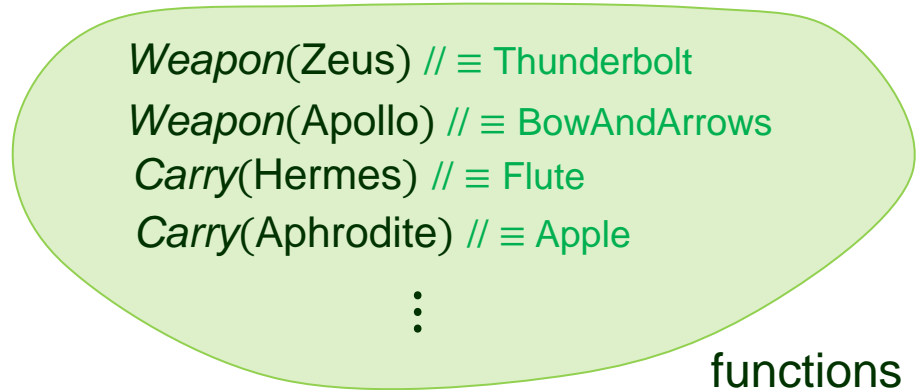 Weapon(Zeus) // ≡ Thunderbolt
Weapon(Apollo) // ≡ BowAndArrows
Carry(Hermes) // ≡ Flute
Carry(Aphrodite) // ≡ Apple
⋮
functions